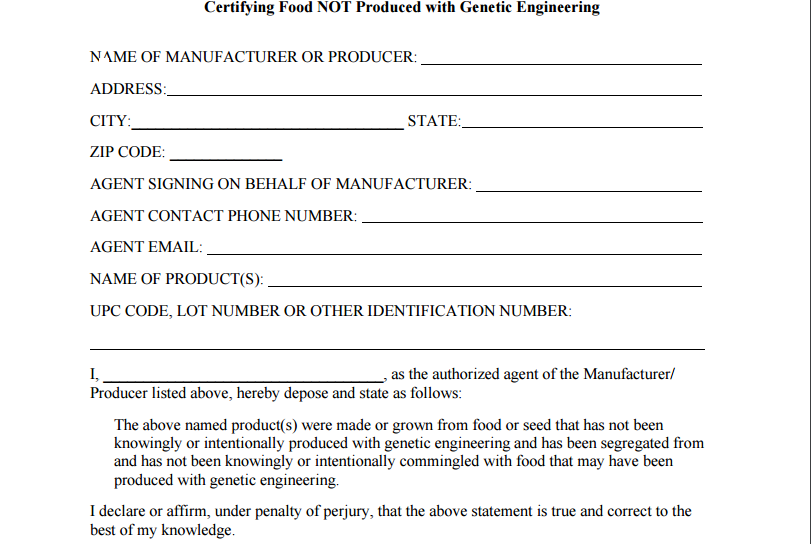 Certifying Food NOT Produced with Genetic Engineering
NAME OF MANUFACTURER OR PRODUCER:
ADDRESS:
CITY: STATE:
ZIP CODE:
AGENT SIGNING ON BEHALF OF MANUFACTURER:
AGENT CONTACT PHONE NUMBER:
AGENT EMAIL:
NAME OF PRODUCT(S):
UPC CODE, LOT NUMBER OR OTHER IDENTIFICATION NUMBER:
I, , as the authorized agent of the Manufacturer/
Producer listed above, hereby depose and state as follows:
The above named product(s) were made or grown from food or seed that has not been
knowingly or intentionally produced with genetic engineering and has been segregated from
and has not been knowingly or intentionally commingled with food that may have been
produced with genetic engineering.
I declare or affirm, under penalty of perjury, that the above statement is true and correct to the
best of my knowledge.